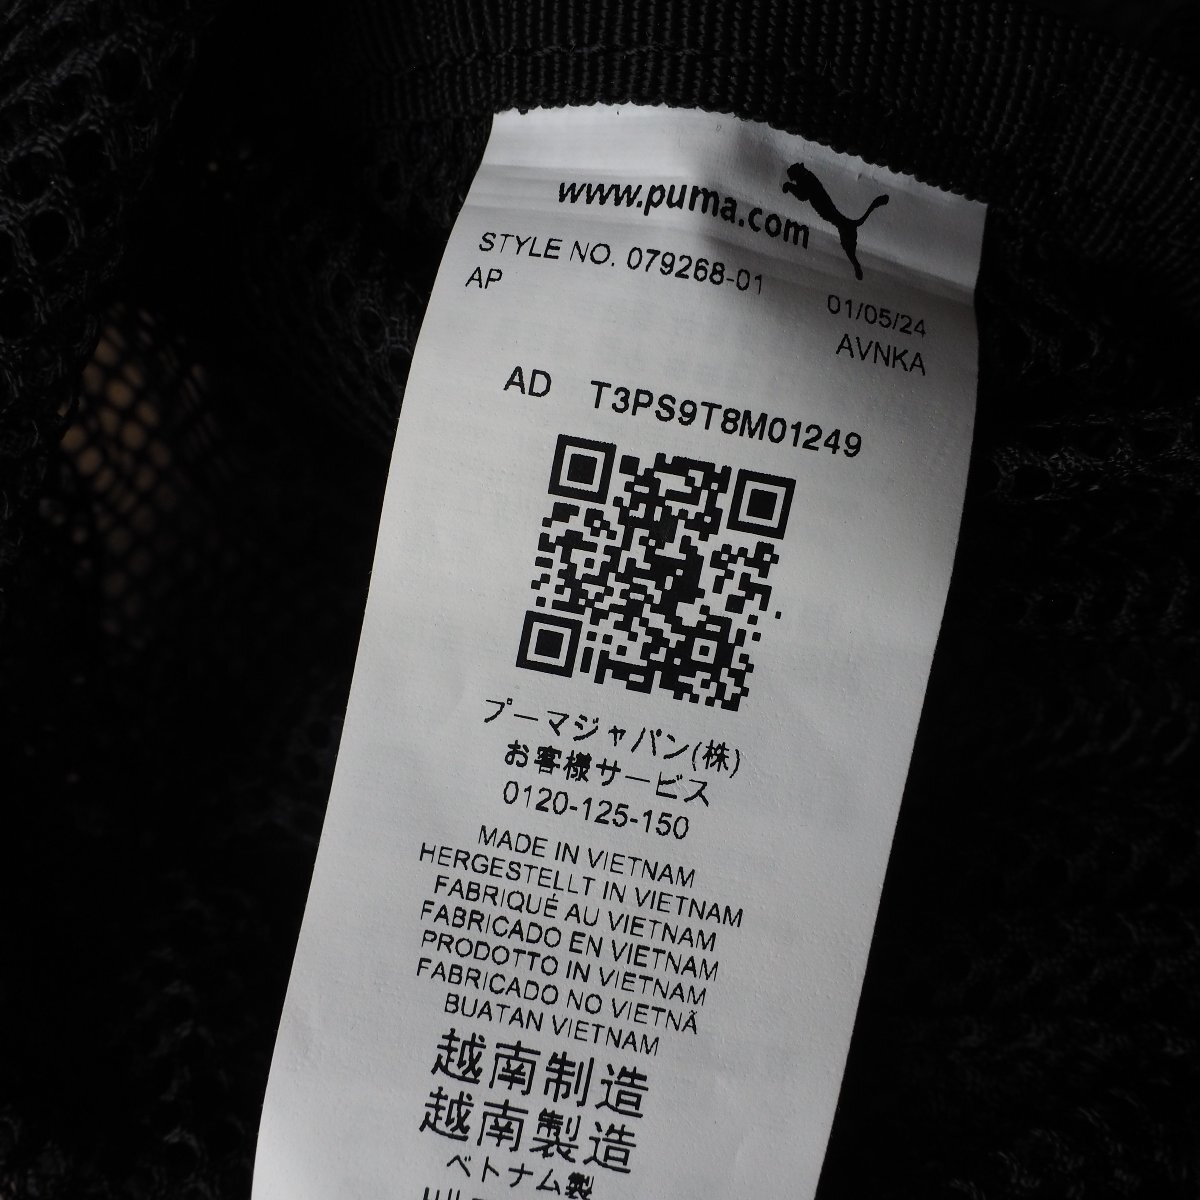 www.puma.com
STYLE NO. 079268-01
AP
01/05/24
AVNKA
AD T3PS9T8M01249
プーマジャパン(株)
お客様サービス
0120-125-150
MADE IN VIETNAM
HERGESTELLT IN VIETNAM
FABRIQUÉ AU VIETNAM
FABRICADO EN VIETNAM
PRODOTTO IN VIETNAM
FABRICADO NO VIETNÃ
BUATAN VIETNAM
越南制造
越南製造
ベトナム製